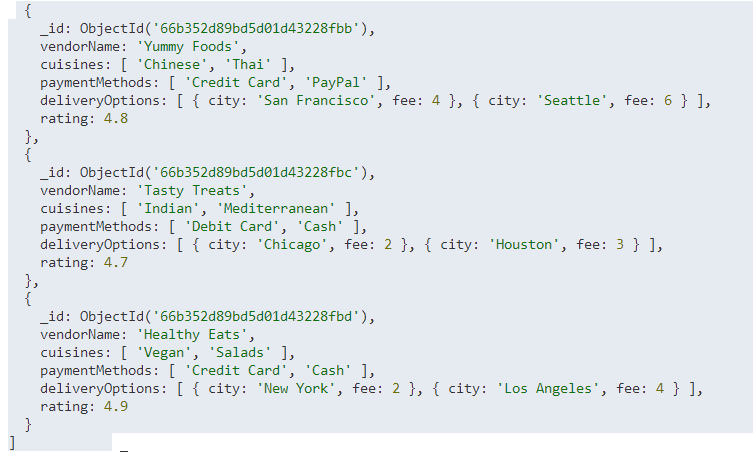 {
_id: ObjectId('66b352d89bd5d01d43228fbb'),
vendorName: 'Yummy Foods',
cuisines: [ 'Chinese', 'Thai' ],
paymentMethods: [ 'Credit Card', 'PayPal' ],
deliveryOptions: [ { city: 'San Francisco', fee: 4 }, { city: 'Seattle', fee: 6 } ],
rating: 4.8
},
{
_id: ObjectId('66b352d89bd5d01d43228fbc'),
vendorName: 'Tasty Treats',
cuisines: [ 'Indian', 'Mediterranean' ],
paymentMethods: [ 'Debit Card', 'Cash' ],
deliveryOptions: [ { city: 'Chicago', fee: 2 }, { city: 'Houston', fee: 3 } ],
rating: 4.7
},
{
_id: ObjectId('66b352d89bd5d01d43228fbd'),
vendorName: 'Healthy Eats',
cuisines: [ 'Vegan', 'Salads' ],
paymentMethods: [ 'Credit Card', 'Cash' ],
deliveryOptions: [ { city: 'New York', fee: 2 }, { city: 'Los Angeles', fee: 4 } ],
rating: 4.9
}
]